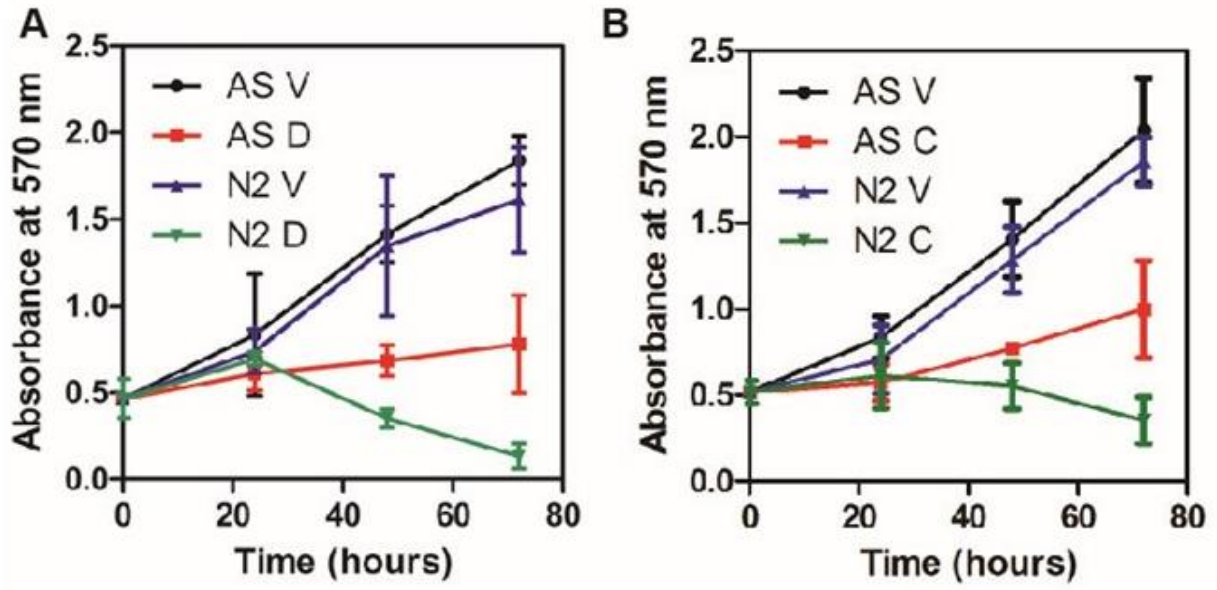 A
Absorbance at 570 nm
2.5
2.0
1.5
1.0
0.5
0.0
AS V
AS D
N2 V
N2 D
0 20 40 60 80
Time (hours)
B
Absorbance at 570 nm
2.5
2.0
1.5
1.0
0.5
0.0
AS V
AS C
N2 V
N2 C
0 20 40 60 80
Time (hours)